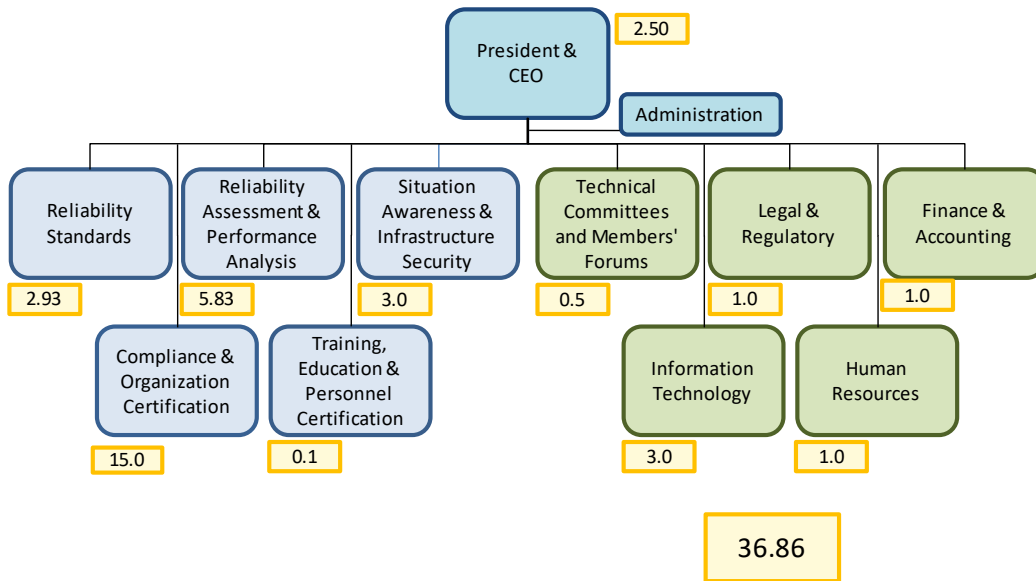 2.50
President &
CEO
Administration
Reliability
Standards
Reliability
Assessment &
Performance
Analysis
Situation
Awareness &
Infrastructure
Security
Technical
Committees
and Members'
Forums
Legal &
Regulatory
Finance &
Accounting
2.93
5.83
3.0
0.5
1.0
1.0
Compliance &
Organization
Certification
Training,
Education &
Personnel
Certification
Information
Technology
Human
Resources
15.0
0.1
3.0
1.0
36.86